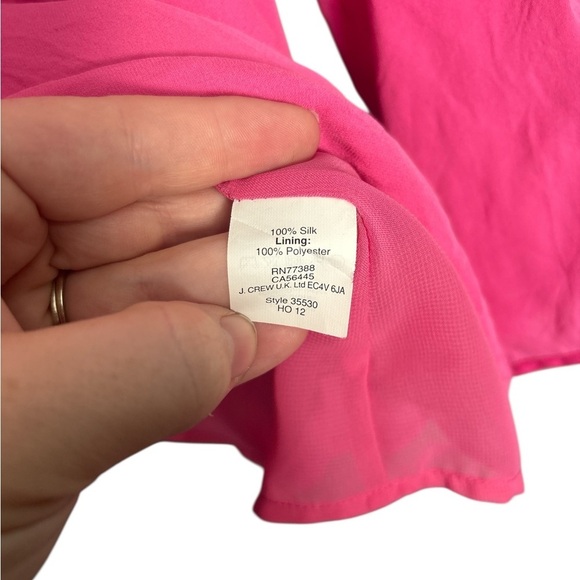 100% Silk
Lining:
100% Polyester
RN77388
CA56445
J. CREW U.K. Ltd EC4V 6JA
Style 35530
HO 12